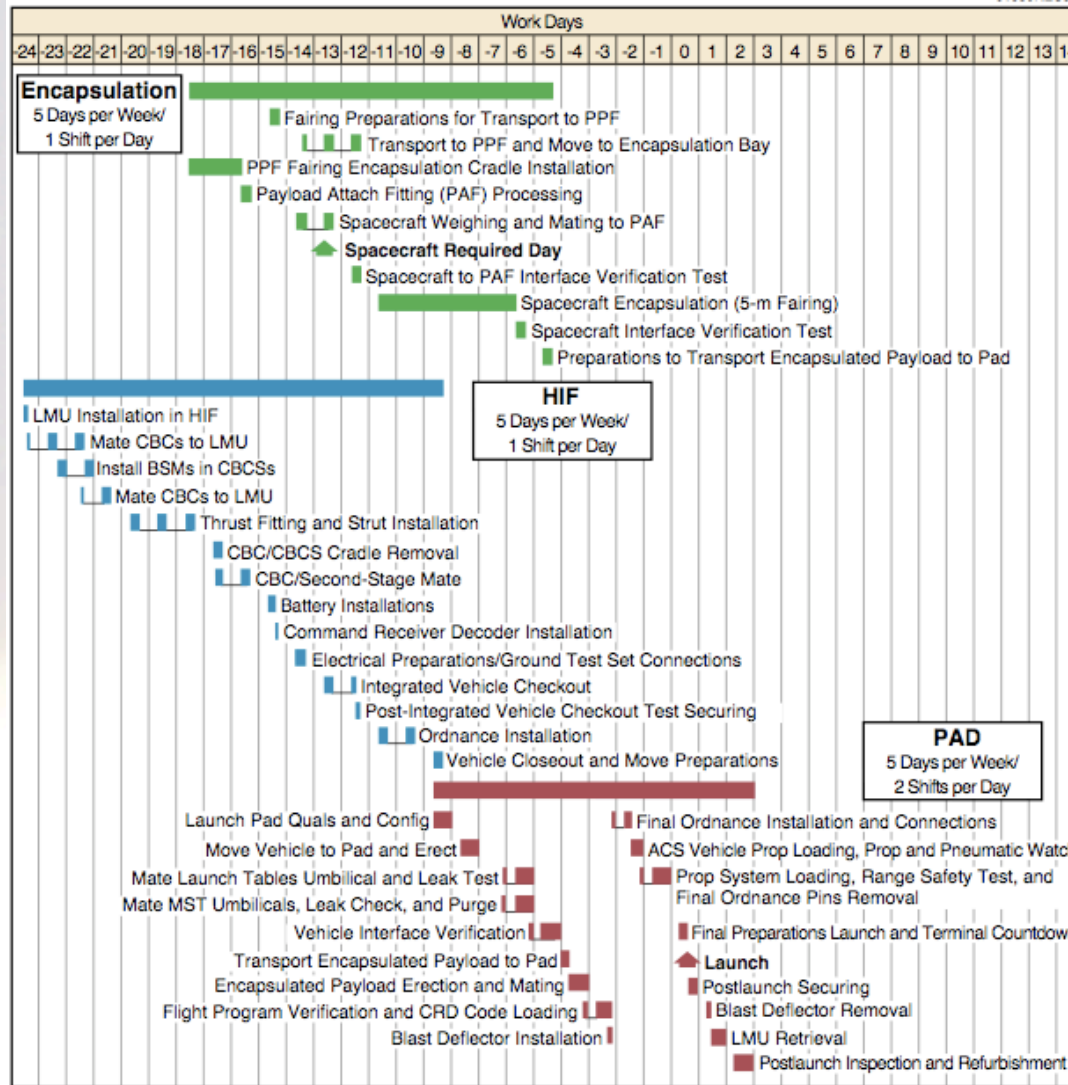 Work Days
-24 -23 -22 -21 -20 -19 -18 -17 -16 -15 -14 -13 -12 -11 -10 -9 -8 -7 -6 -5 -4 -3 -2 -1 0 1 2 3 4 5 6 7 8 9 10 11 12 13
Encapsulation
5 Days per Week/
1 Shift per Day
Fairing Preparations for Transport to PPF
Transport to PPF and Move to Encapsulation Bay
PPF Fairing Encapsulation Cradle Installation
Payload Attach Fitting (PAF) Processing
Spacecraft Weighing and Mating to PAF
Spacecraft Required Day
Spacecraft to PAF Interface Verification Test
Spacecraft Encapsulation (5-m Fairing)
Spacecraft Interface Verification Test
Preparations to Transport Encapsulated Payload to Pad
HIF
5 Days per Week/
1 Shift per Day
LMU Installation in HIF
Mate CBCs to LMU
Install BSMs in CBCSs
Mate CBCs to LMU
Thrust Fitting and Strut Installation
CBC/CBCS Cradle Removal
CBC/Second-Stage Mate
Battery Installations
Command Receiver Decoder Installation
Electrical Preparations/Ground Test Set Connections
Integrated Vehicle Checkout
Post-Integrated Vehicle Checkout Test Securing
Ordnance Installation
Vehicle Closeout and Move Preparations
PAD
5 Days per Week/
2 Shifts per Day
Launch Pad Quals and Config
Move Vehicle to Pad and Erect
Mate Launch Tables Umbilical and Leak Test
Mate MST Umbilicals, Leak Check, and Purge
Vehicle Interface Verification
Transport Encapsulated Payload to Pad
Encapsulated Payload Erection and Mating
Flight Program Verification and CRD Code Loading
Blast Deflector Installation
Final Ordnance Installation and Connections
ACS Vehicle Prop Loading, Prop and Pneumatic Watc
Prop System Loading, Range Safety Test, and
Final Ordnance Pins Removal
Final Preparations Launch and Terminal Countdow
Launch
Postlaunch Securing
Blast Deflector Removal
LMU Retrieval
Postlaunch Inspection and Refurbishment